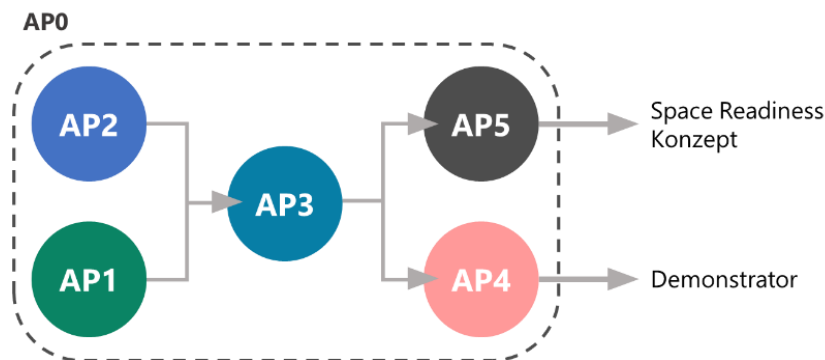 AP0
AP2
AP5
Space Readiness
Konzept
AP3
AP1
AP4
Demonstrator